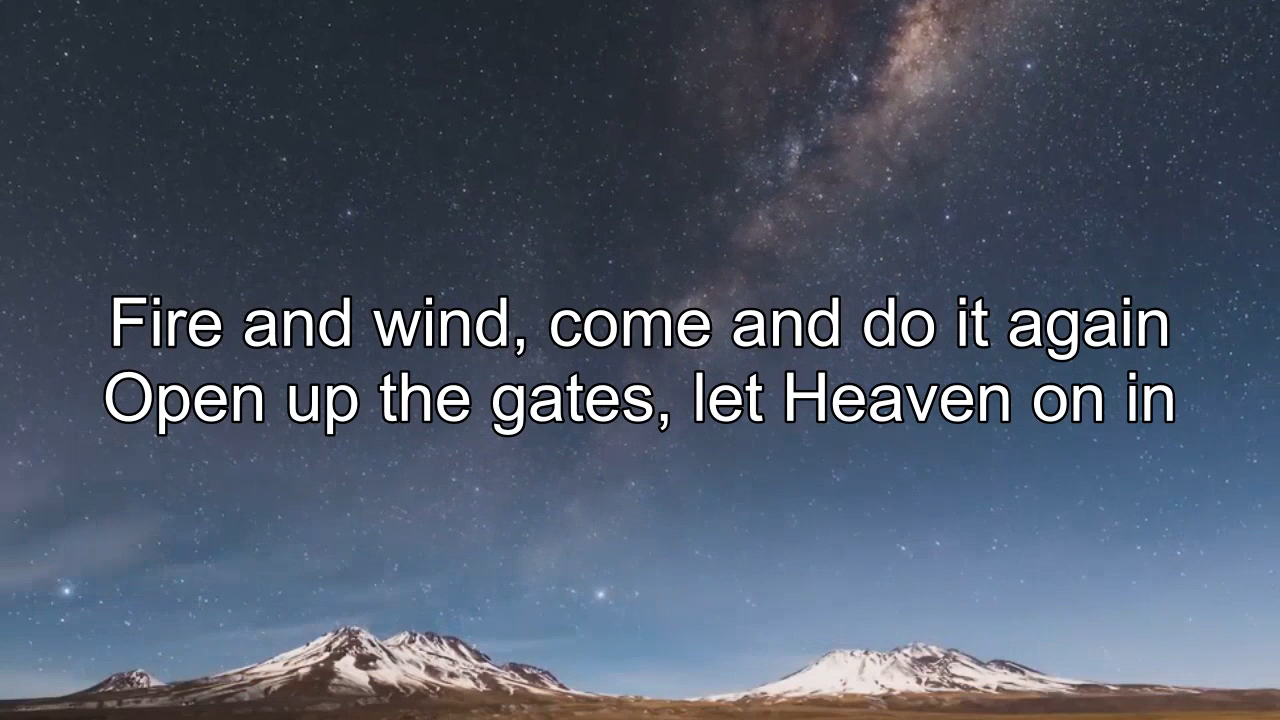 Fire and wind, come and do it again
Open up the gates, let Heaven on in